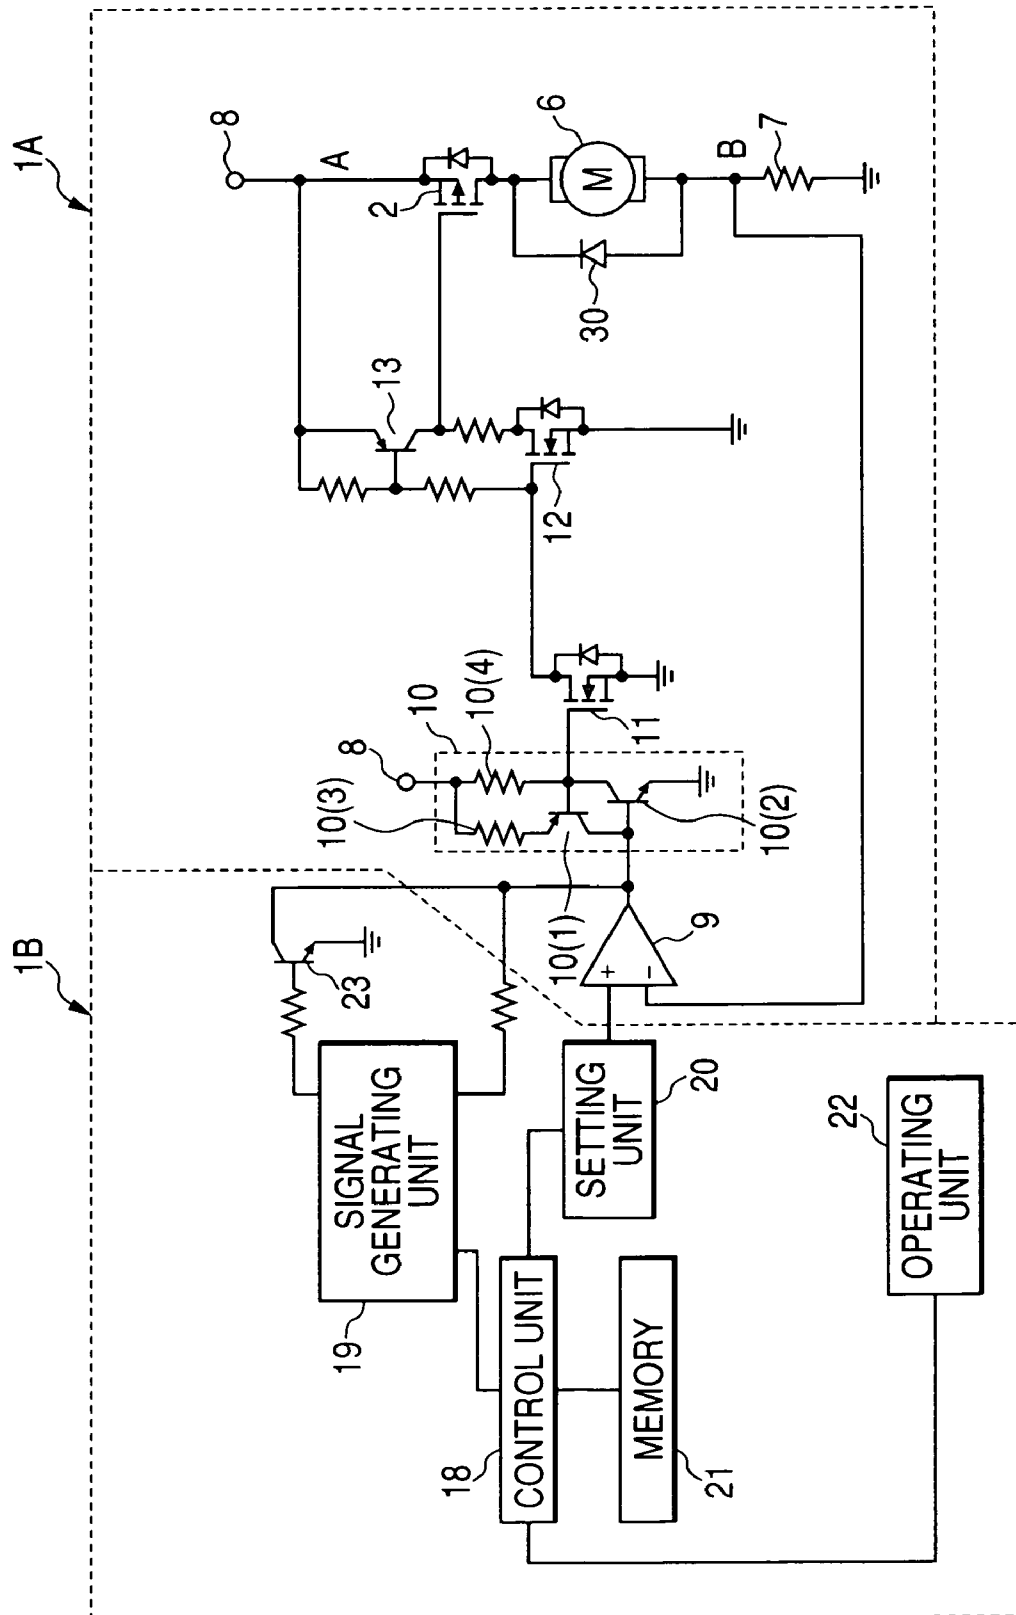 1A
1B
8
A
2
6
M
B
7
30
13
12
8
10
10(4)
10(3)
11
10(1)
10(2)
23
9
+
−
SIGNAL
GENERATING
UNIT
19
SETTING
UNIT
20
CONTROL UNIT
18
MEMORY
21
OPERATING
UNIT
22